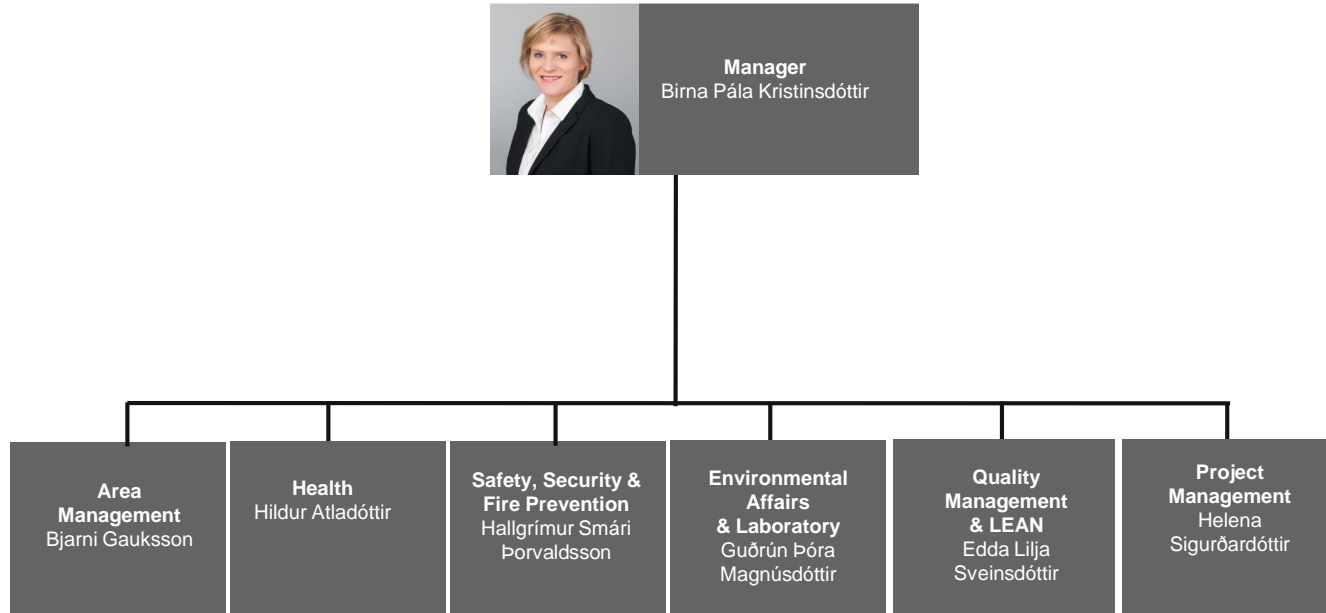 Manager
Birna Pála Kristinsdóttir
Area
Management
Bjarni Gauksson
Health
Hildur Atladóttir
Safety, Security &
Fire Prevention
Hallgrímur Smári
Þorvaldsson
Environmental
Affairs
& Laboratory
Guðrún Þóra
Magnúsdóttir
Quality
Management
& LEAN
Edda Lilja
Sveinsdóttir
Project
Management
Helena
Sigurðardóttir